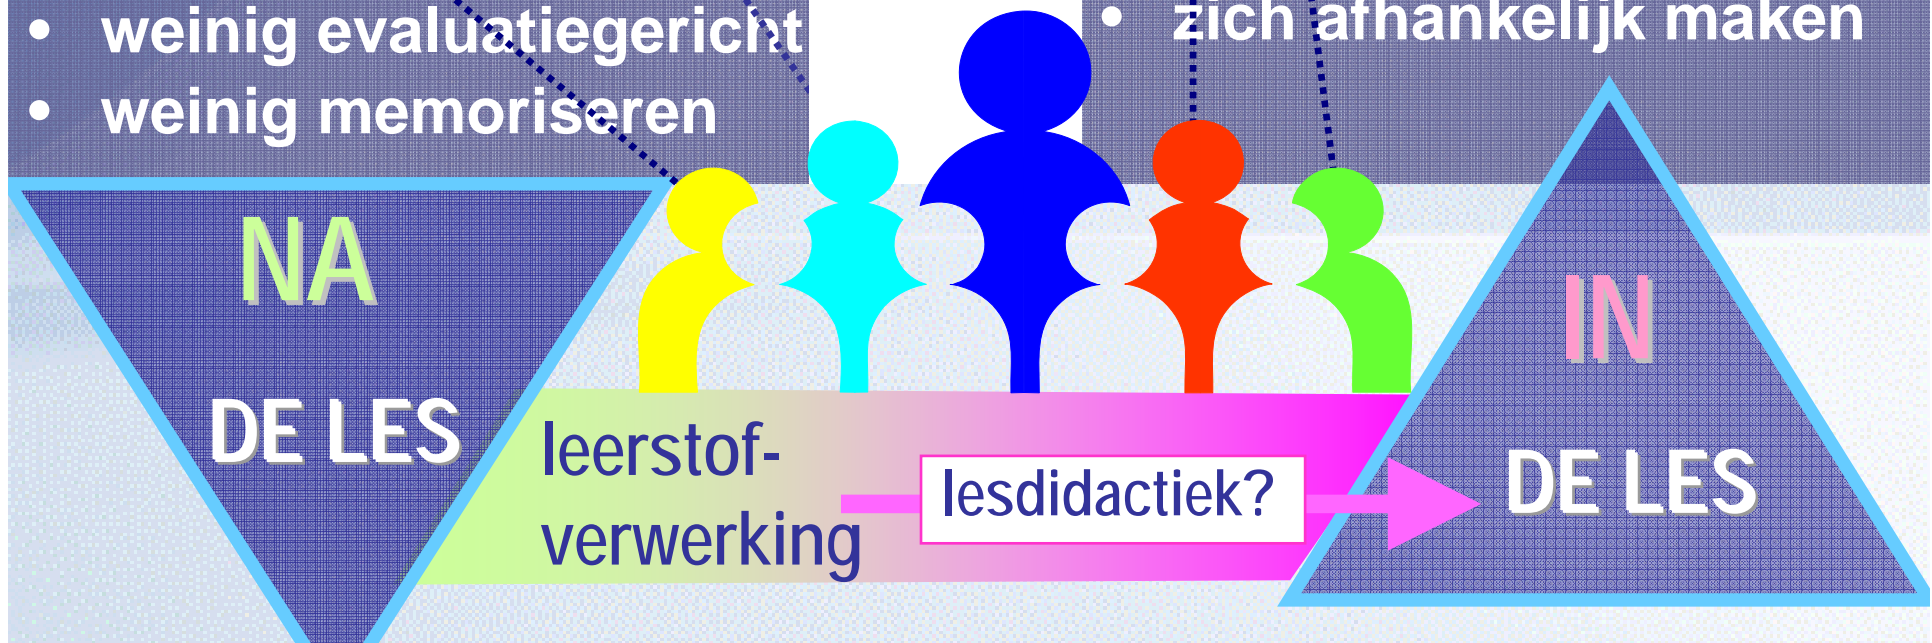 • weinig evaluatiegericht
• weinig memoriseren
• zich afhankelijk maken
NA
DE LES
leerstof-
verwerking
lesdidactiek?
IN
DE LES